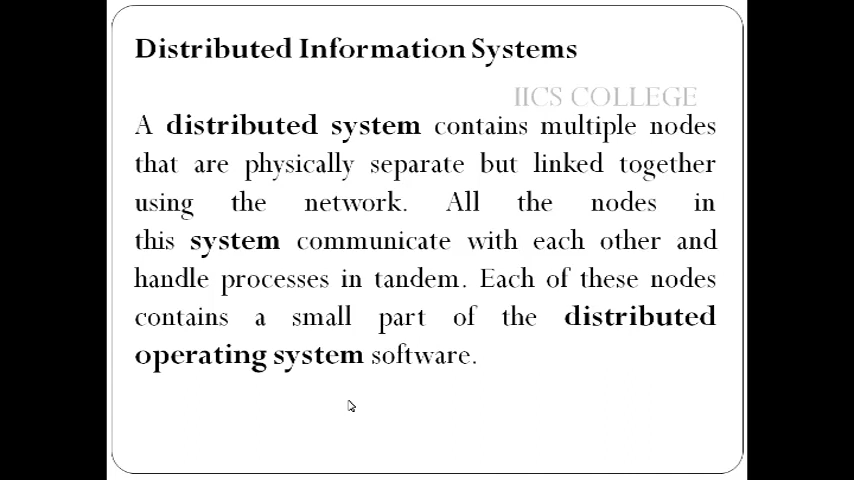 Distributed Information Systems
IICS COLLEGE
A distributed system contains multiple nodes
that are physically separate but linked together
using the network. All the nodes in
this system communicate with each other and
handle processes in tandem. Each of these nodes
contains a small part of the distributed
operating system software.